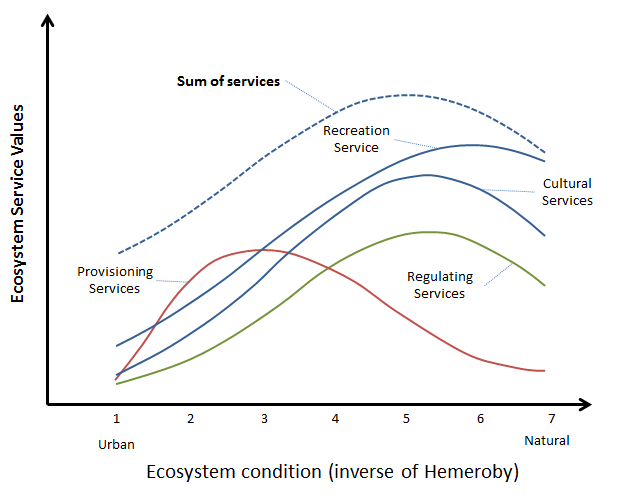 Ecosystem Service Values
Sum of services
Recreation
Service
Cultural
Services
Provisioning
Services
Regulating
Services
1 2 3 4 5 6 7
Urban Natural
Ecosystem condition (inverse of Hemeroby)